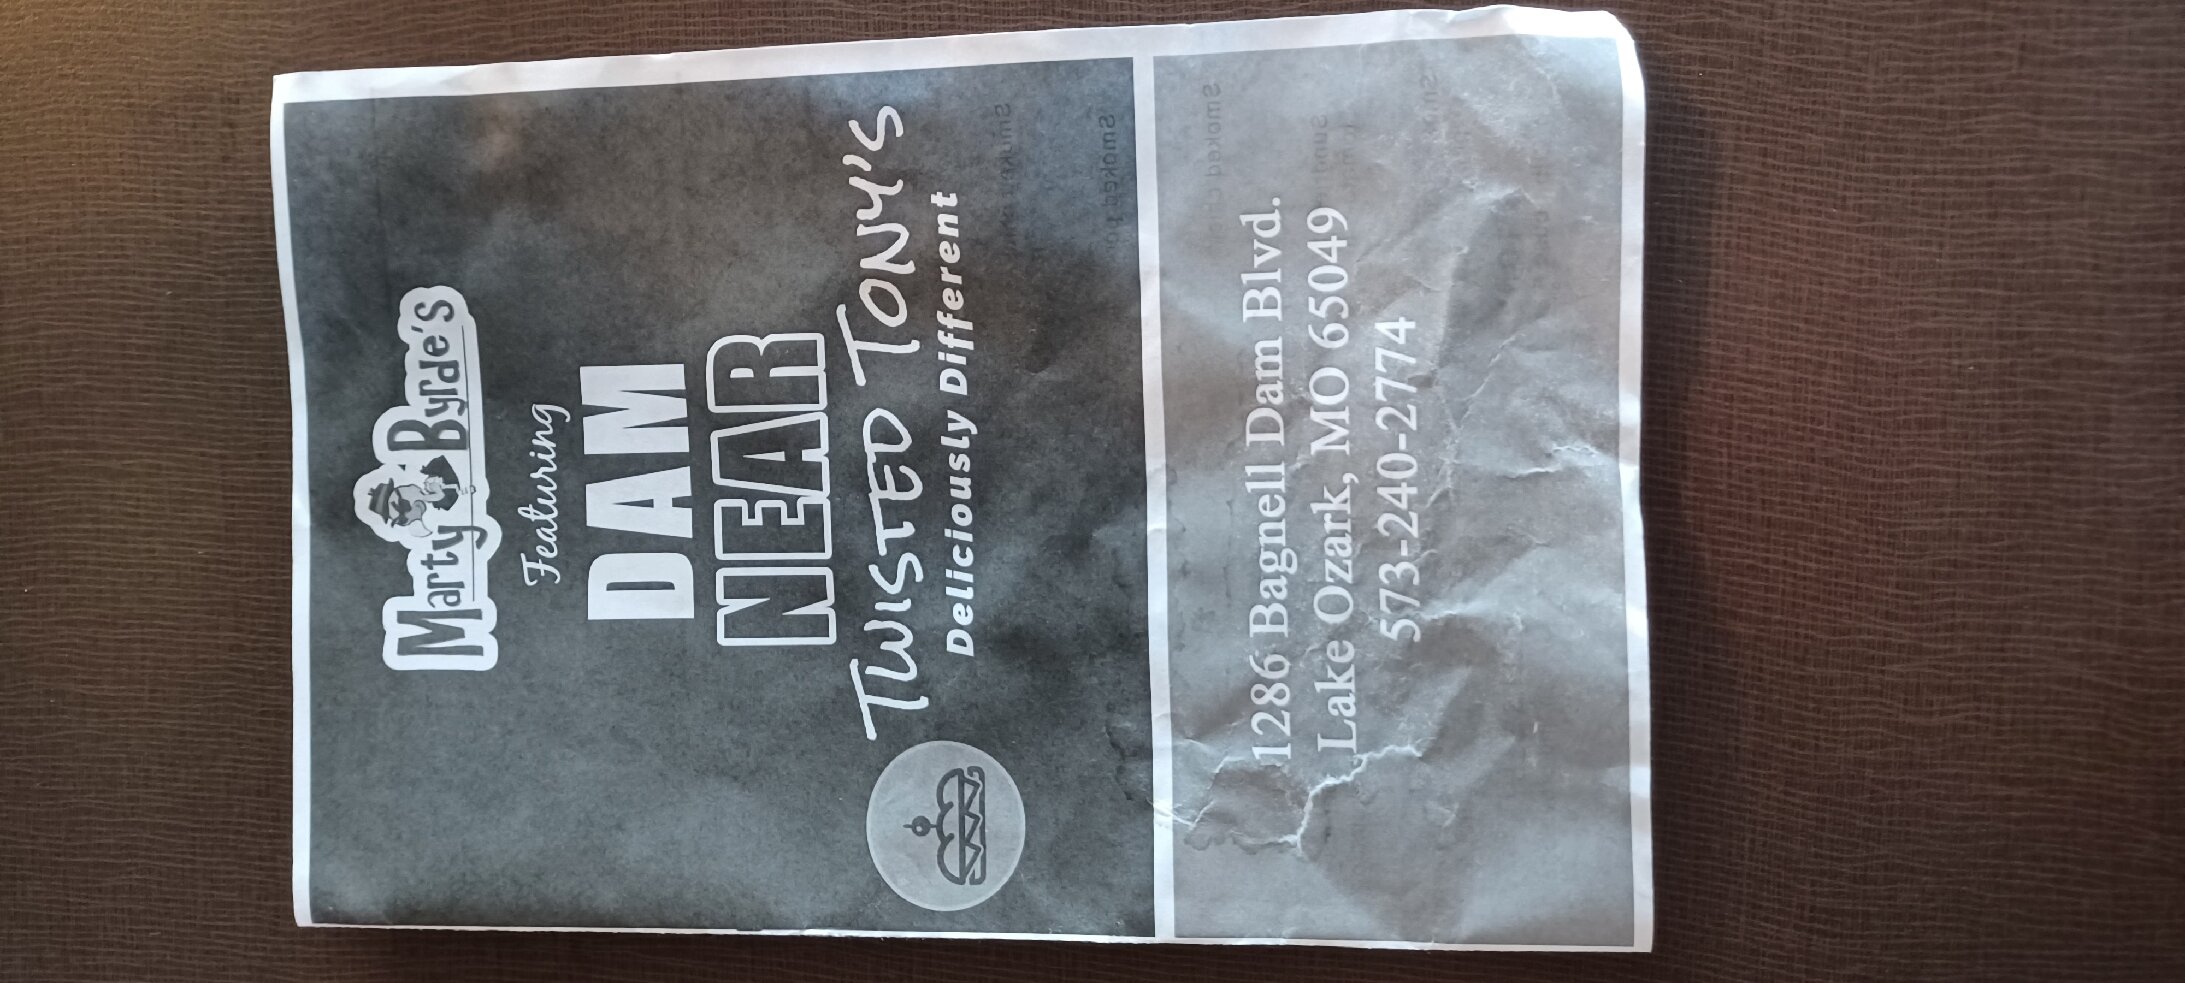 Marty Byrde's
Featuring
DAM
NEAR
TWISTED TONY'S
Deliciously Different
1286 Bagnell Dam Blvd.
Lake Ozark, MO 65049
573-240-2774